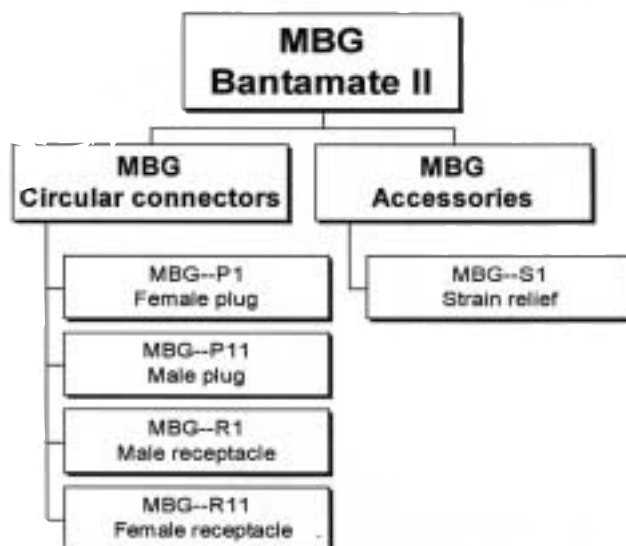 MBG
Bantamate II
MBG
Circular connectors
MBG
Accessories
MBG--P1
Female plug
MBG--P11
Male plug
MBG--R1
Male receptacle
MBG--R11
Female receptacle
MBG--S1
Strain relief